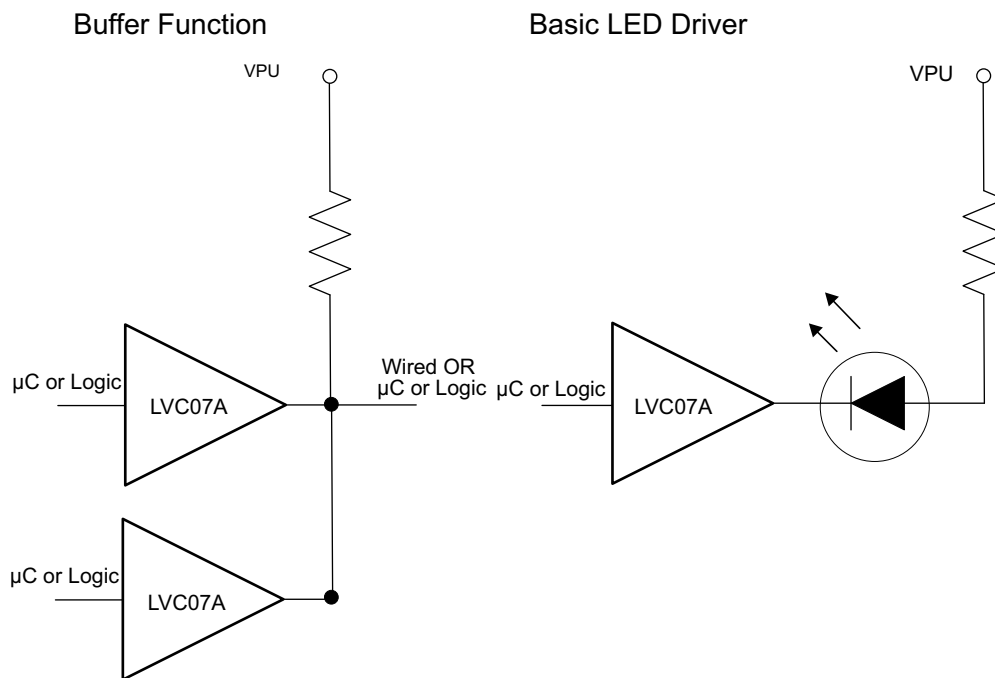 Buffer Function
Basic LED Driver
VPU
VPU
µC or Logic
LVC07A
Wired OR
µC or Logic
µC or Logic
LVC07A
µC or Logic
LVC07A